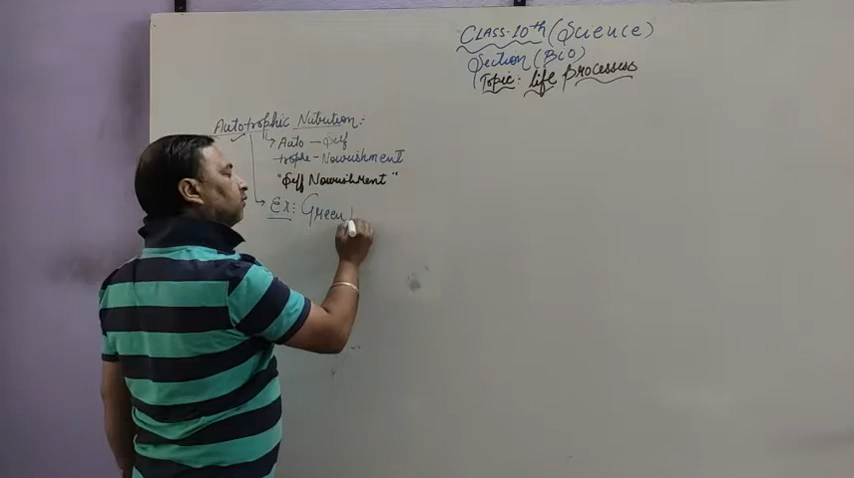 Class-10th (Science)
Section (Bio)
Topic: life Processes
Autotrophic Nutrition:
Auto - Self
trophe - Nourishment
"Self Nourishment"
Ex: Green